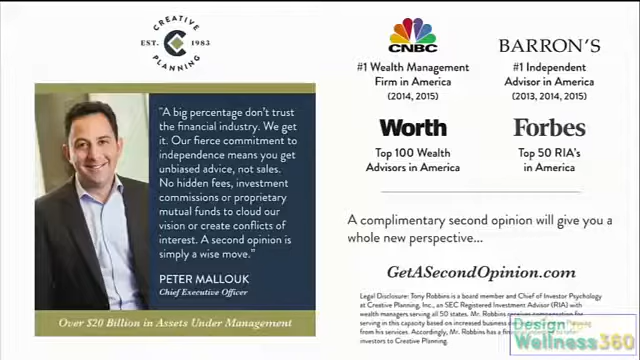 CREATIVE
EST. 1983
PLANNING
"A big percentage don't trust
the financial industry. We get
it. Our fierce commitment to
independence means you get
unbiased advice, not sales.
No hidden fees, investment
commissions or proprietary
mutual funds to cloud our
vision or create conflicts of
interest. A second opinion is
simply a wise move."
PETER MALLOUK
Chief Executive Officer
Over $20 Billion in Assets Under Management
CNBC
#1 Wealth Management
Firm in America
(2014, 2015)
BARRON'S
#1 Independent
Advisor in America
(2013, 2014, 2015)
Worth
Top 100 Wealth
Advisors in America
Forbes
Top 50 RIA's
in America
A complimentary second opinion will give you a
whole new perspective...
GetASecondOpinion.com
Legal Disclosure: Tony Robbins is a board member and Chief of Investor Psychology
at Creative Planning, Inc., an SEC Registered Investment Advisor (RIA) with
wealth managers serving all 50 states. Mr. Robbins receives compensation for
serving in this capacity based on increased business
from his services. Accordingly, Mr. Robbins has a
investors to Creative Planning.
Design
Wellness360